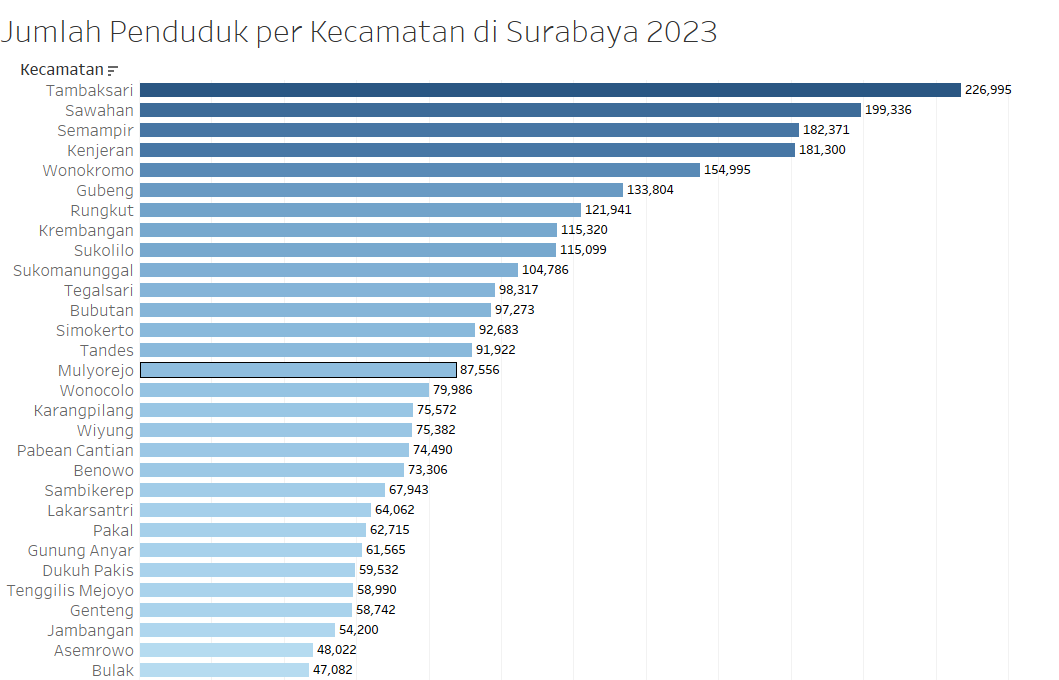 Jumlah Penduduk per Kecamatan di Surabaya 2023
Kecamatan
Tambaksari 226,995
Sawahan 199,336
Semampir 182,371
Kenjeran 181,300
Wonokromo 154,995
Gubeng 133,804
Rungkut 121,941
Krembangan 115,320
Sukolilo 115,099
Sukomanunggal 104,786
Tegalsari 98,317
Bubutan 97,273
Simokerto 92,683
Tandes 91,922
Mulyorejo 87,556
Wonocolo 79,986
Karangpilang 75,572
Wiyung 75,382
Pabean Cantian 74,490
Benowo 73,306
Sambikerep 67,943
Lakarsantri 64,062
Pakal 62,715
Gunung Anyar 61,565
Dukuh Pakis 59,532
Tenggilis Mejoyo 58,990
Genteng 58,742
Jambangan 54,200
Asemrowo 48,022
Bulak 47,082